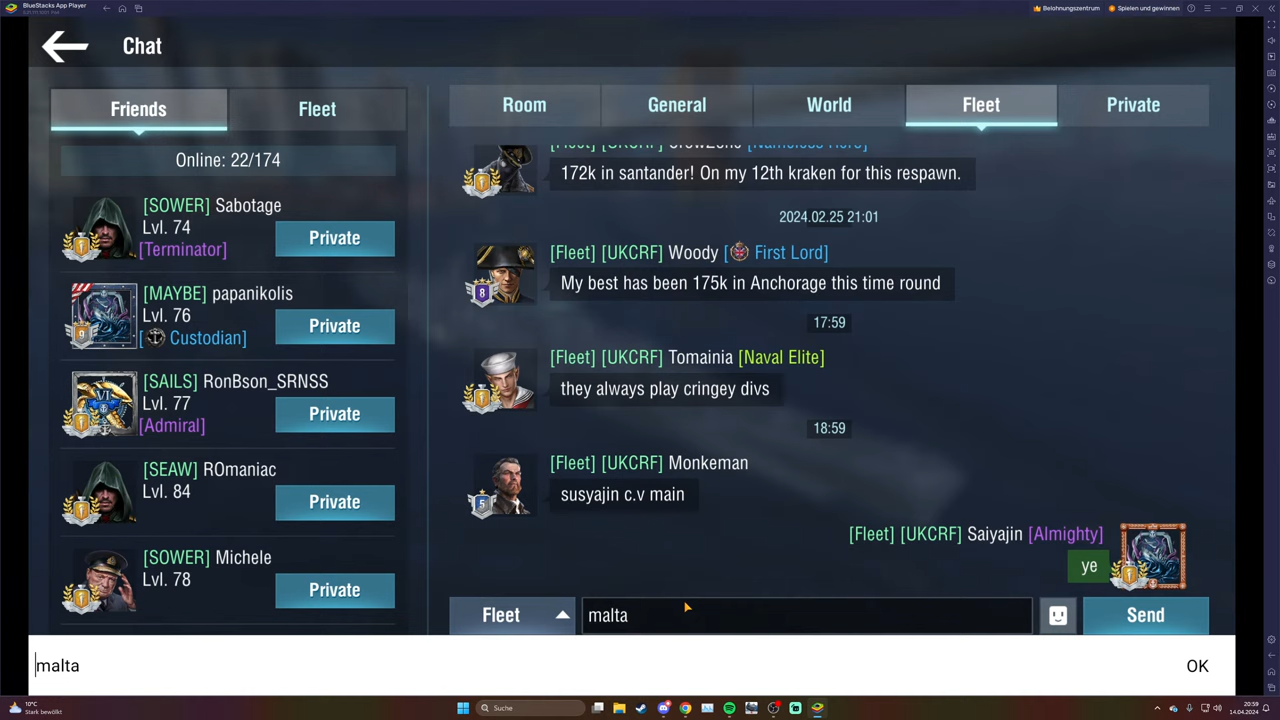 BlueStacks App Player
Belohnungszentrum
Spielen und gewinnen
Chat
Friends
Fleet
Online: 22/174
[SOWER] Sabotage
Lvl. 74
[Terminator]
Private
[MAYBE] papanikolis
Lvl. 76
[Custodian]
Private
[SAILS] RonBson_SRNSS
Lvl. 77
[Admiral]
Private
[SEAW] ROmaniac
Lvl. 84
Private
[SOWER] Michele
Lvl. 78
Private
Room
General
World
Fleet
Private
172k in santander! On my 12th kraken for this respawn.
2024.02.25 21:01
[Fleet] [UKCRF] Woody [First Lord]
8
My best has been 175k in Anchorage this time round
17:59
[Fleet] [UKCRF] Tomainia [Naval Elite]
they always play cringey divs
18:59
[Fleet] [UKCRF] Monkeman
5
susyajin c.v main
[Fleet] [UKCRF] Saiyajin [Almighty]
ye
Fleet
malta
Send
malta
OK
10°C
Stark bewölkt
Suche
20:59
14.04.2024